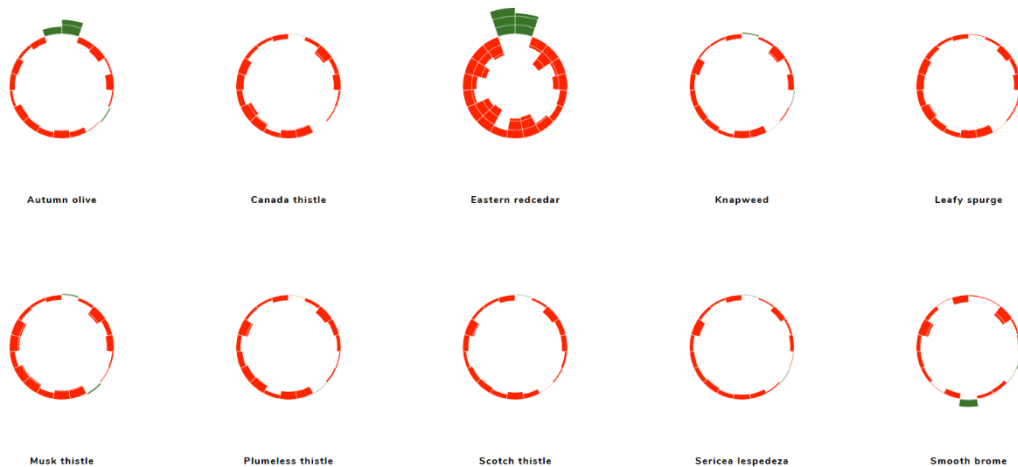 Autumn olive
Canada thistle
Eastern redcedar
Knapweed
Leafy spurge
Musk thistle
Plumeless thistle
Scotch thistle
Sericea lespedeza
Smooth brome